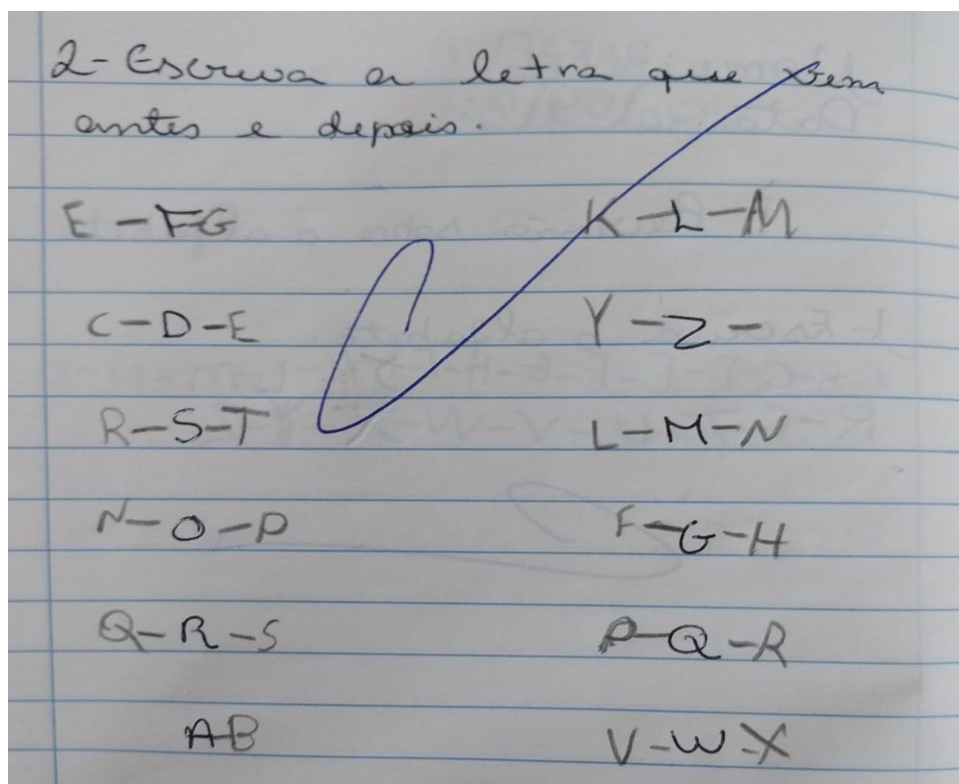 2- Escreva a letra que vem
antes e depois.
E - FG K - L - M
C - D - E Y - Z -
R - S - T L - M - N
N - O - P F - G - H
Q - R - S P - Q - R
AB V - W - X